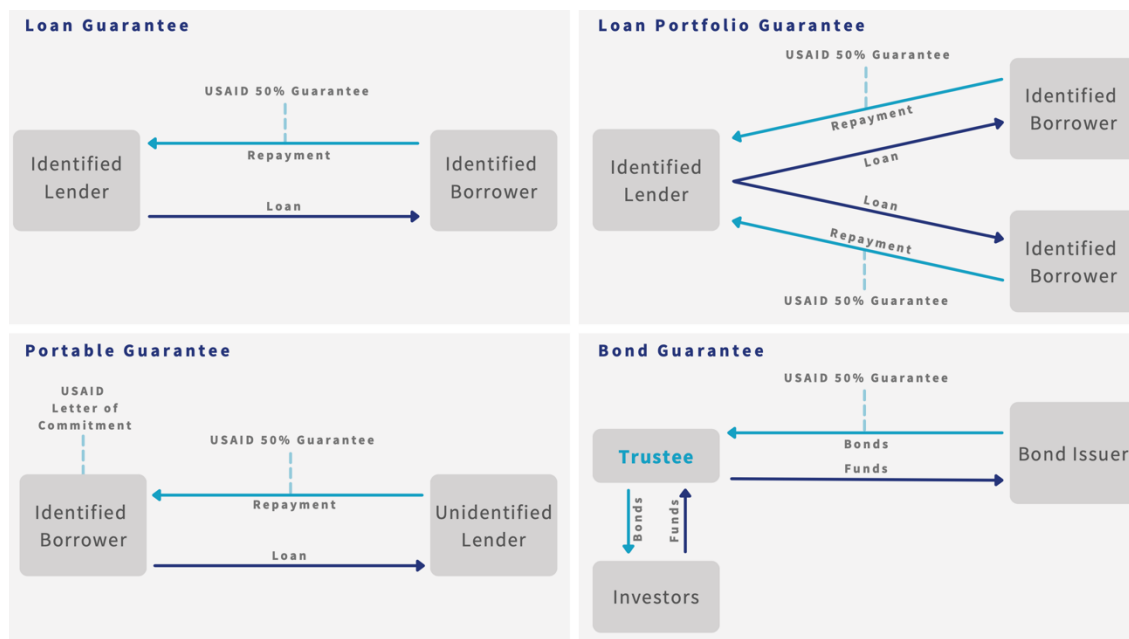 Loan Guarantee
USAID 50% Guarantee
Identified
Lender
Repayment
Loan
Identified
Borrower
Loan Portfolio Guarantee
USAID 50% Guarantee
Identified
Borrower
Repayment
Loan
Identified
Lender
Loan
Repayment
Identified
Borrower
USAID 50% Guarantee
Portable Guarantee
USAID
Letter of
Commitment
USAID 50% Guarantee
Identified
Borrower
Repayment
Loan
Unidentified
Lender
Bond Guarantee
USAID 50% Guarantee
Trustee
Bonds
Funds
Bond Issuer
Bonds
Funds
Investors